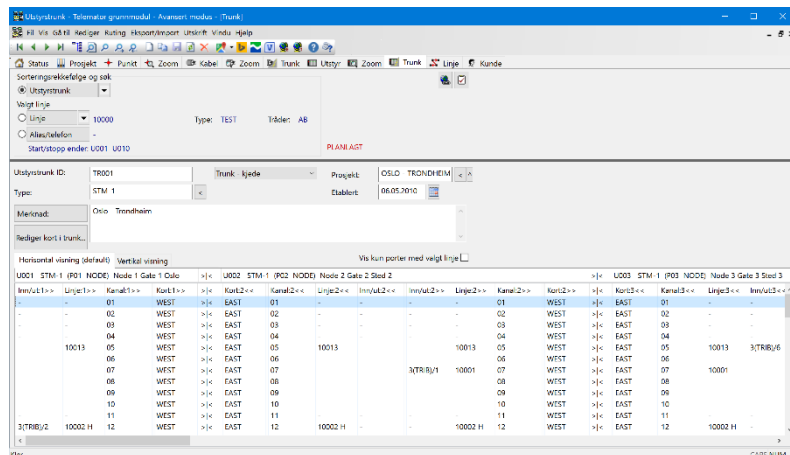 Utstyrstrunk - Telemator grunnmodul - Avansert modus - [Trunk]
Fil Vis Gå til Rediger Ruting Eksport/Import Utskrift Vindu Hjelp
Status Prosjekt Punkt Zoom Kabel Zoom Trunk Utstyr Zoom Trunk Linje Kunde
Sorteringsrekkefølge og søk
Utstyrstrunk
Valgt linje
Linje 10000 Type: TEST Tråder: AB
Alias/telefon -
Start/stopp ender: U001 U010 PLANLAGT
Utstyrstrunk ID: TR001 Trunk - kjede Prosjekt: OSLO TRONDHEIM < ^
Type: STM 1 < Etablert: 06.05.2010
Merknad: Oslo Trondheim
Rediger kort i trunk..
Horisontal visning (default) Vertikal visning Vis kun porter med valgt linje
U001 STM-1 (P01 NODE) Node 1 Gate 1 Oslo >|< U002 STM-1 (P02 NODE) Node 2 Gate 2 Sted 2 >|< U003 STM-1 (P03 NODE) Node 3 Gate 3 Sted 3
Inn/ut:1>> Linje:1>> Kanal:1>> Kort:1>> >|< Kort:2<< Kanal:2<< Linje:2<< Inn/ut:2<< Inn/ut:2>> Linje:2>> Kanal:2>> Kort:2>> >|< Kort:3<< Kanal:3<< Linje:3<< Inn/ut:3<<
- - 01 WEST >|< EAST 01 - - - - 01 WEST >|< EAST 01 - -
- - 02 WEST >|< EAST 02 - - - - 02 WEST >|< EAST 02 - -
- - 03 WEST >|< EAST 03 - - - - 03 WEST >|< EAST 03 - -
04 WEST >|< EAST 04 04 WEST >|< EAST 04
10013 05 WEST >|< EAST 05 10013 10013 05 WEST >|< EAST 05 10013 3(TRIB)/6
06 WEST >|< EAST 06 06 WEST >|< EAST 06
07 WEST >|< EAST 07 3(TRIB)/1 10001 07 WEST >|< EAST 07 10001
08 WEST >|< EAST 08 08 WEST >|< EAST 08
09 WEST >|< EAST 09 09 WEST >|< EAST 09
10 WEST >|< EAST 10 10 WEST >|< EAST 10
- - 11 WEST >|< EAST 11 - - - - 11 WEST >|< EAST 11 - -
3(TRIB)/2 10002 H 12 WEST >|< EAST 12 10002 H - - 10002 H 12 WEST >|< EAST 12 10002 H -